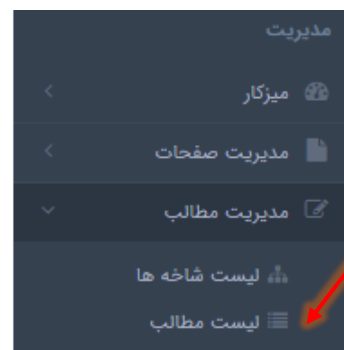 مدیریت
میزکار
مدیریت صفحات
مدیریت مطالب
لیست شاخه ها
لیست مطالب